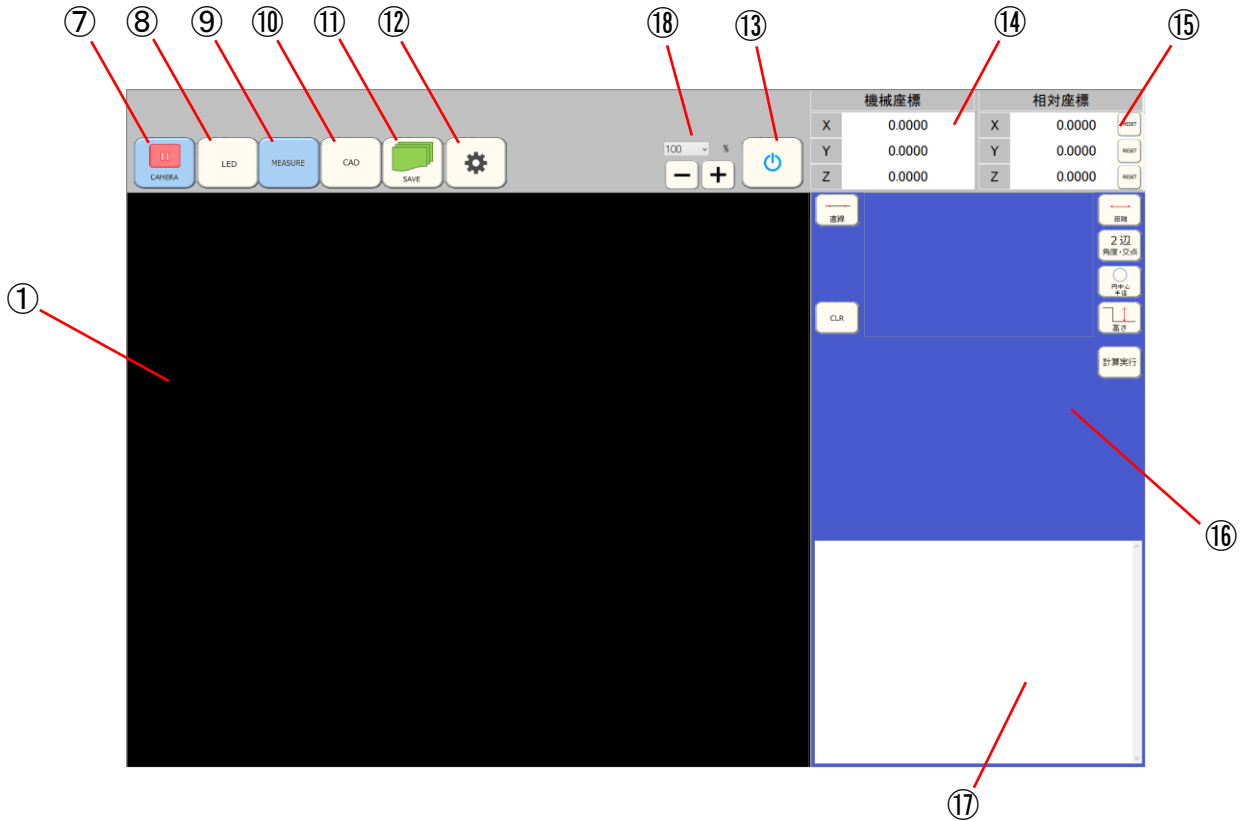 ⑦ ⑧ ⑨ ⑩ ⑪ ⑫ ⑱ ⑬ ⑭ ⑮
機械座標 相対座標
X 0.0000 X 0.0000 RESET
Y 0.0000 Y 0.0000 RESET
Z 0.0000 Z 0.0000 RESET
CAMERA LED MEASURE CAD SAVE 100 %
直線
距離
2辺
角度・交点
円中心
半径
CLR
高さ
計算実行
①
⑯
⑰